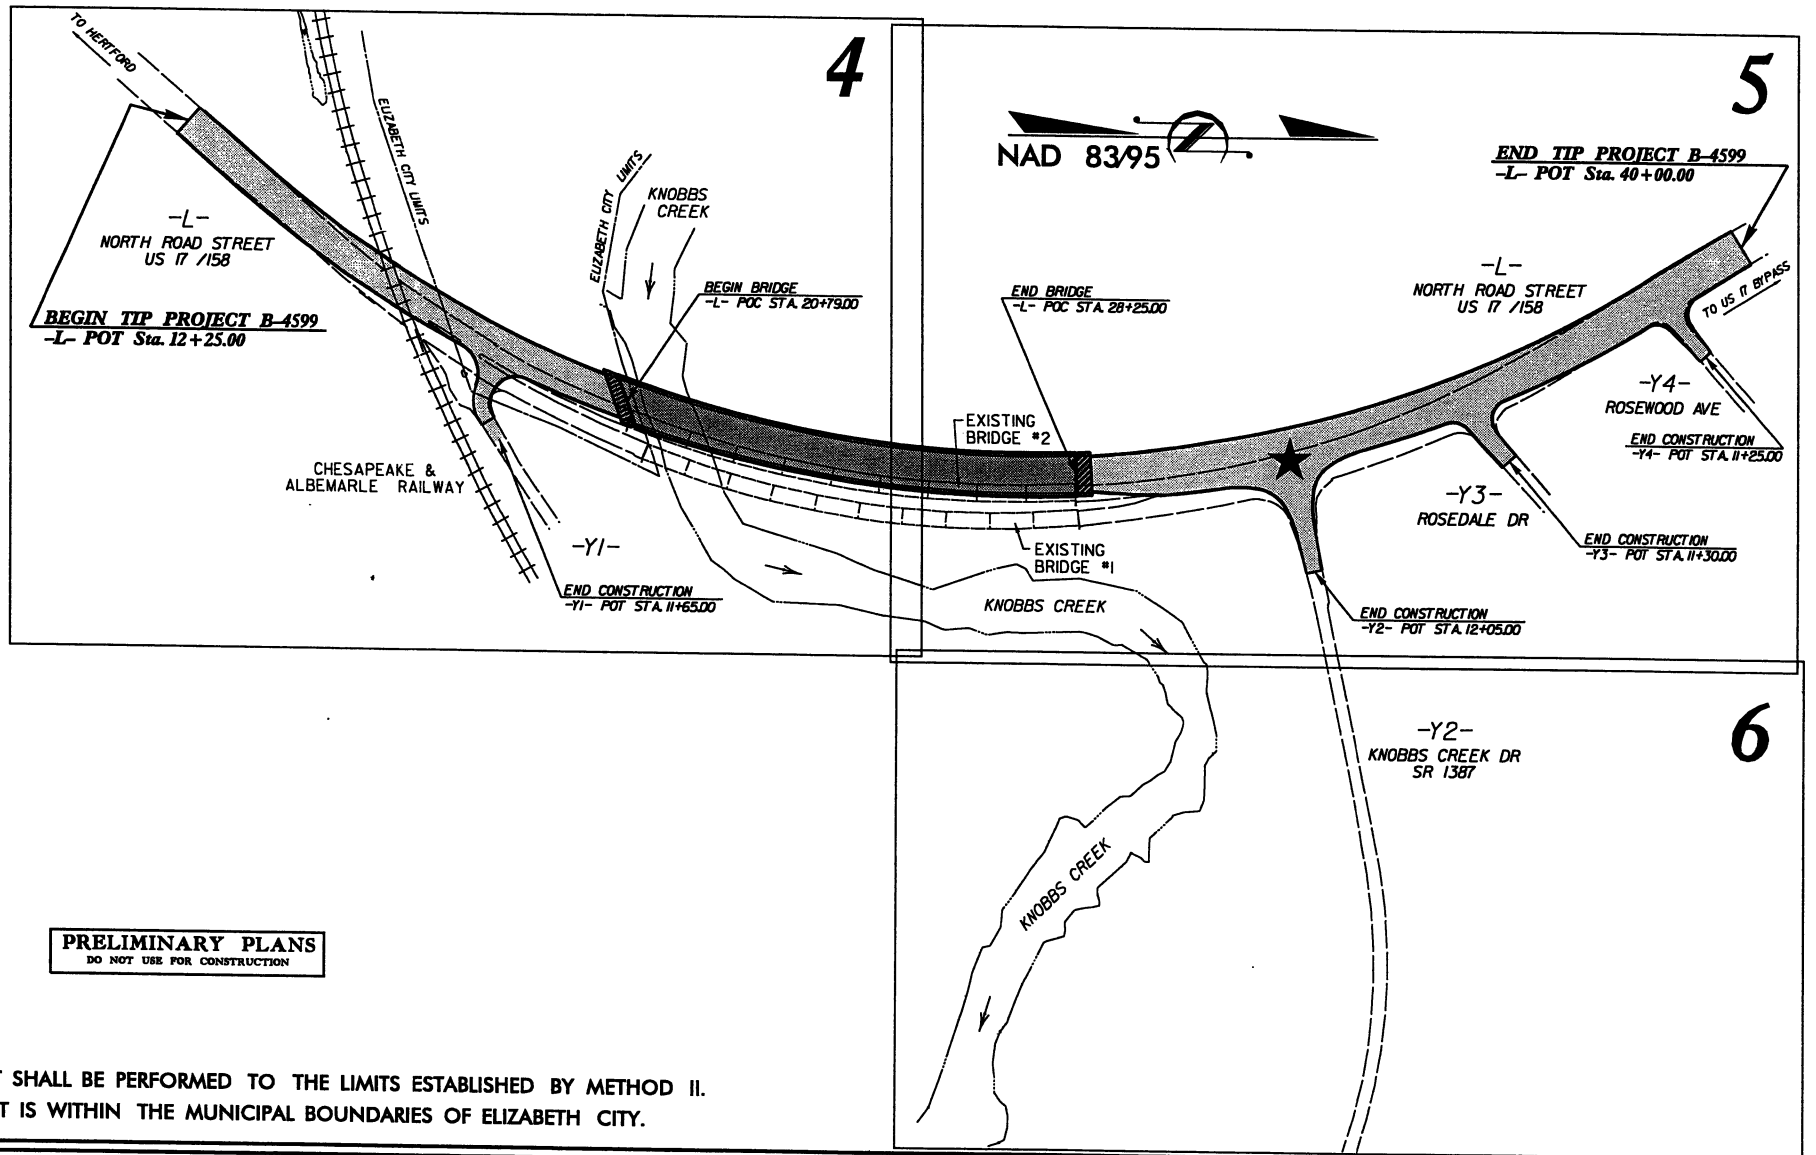 4
5
6
TO HERTFORD
ELIZABETH CITY LIMITS
ELIZABETH CITY LIMITS
KNOBBS
CREEK
-L-
NORTH ROAD STREET
US 17 /158
BEGIN TIP PROJECT B-4599
-L- POT Sta. 12+25.00
BEGIN BRIDGE
-L- POC STA. 20+79.00
NAD 83/95
END BRIDGE
-L- POC STA. 28+25.00
END TIP PROJECT B-4599
-L- POT Sta. 40+00.00
-L-
NORTH ROAD STREET
US 17 /158
TO US 17 BYPASS
-Y4-
ROSEWOOD AVE
END CONSTRUCTION
-Y4- POT STA. 11+25.00
EXISTING
BRIDGE #2
-Y3-
ROSEDALE DR
END CONSTRUCTION
-Y3- POT STA. 11+30.00
CHESAPEAKE &
ALBEMARLE RAILWAY
-Y1-
END CONSTRUCTION
-Y1- POT STA. 11+65.00
EXISTING
BRIDGE #1
KNOBBS CREEK
END CONSTRUCTION
-Y2- POT STA. 12+05.00
-Y2-
KNOBBS CREEK DR
SR 1387
KNOBBS CREEK
PRELIMINARY PLANS
DO NOT USE FOR CONSTRUCTION
SHALL BE PERFORMED TO THE LIMITS ESTABLISHED BY METHOD II.
T IS WITHIN THE MUNICIPAL BOUNDARIES OF ELIZABETH CITY.